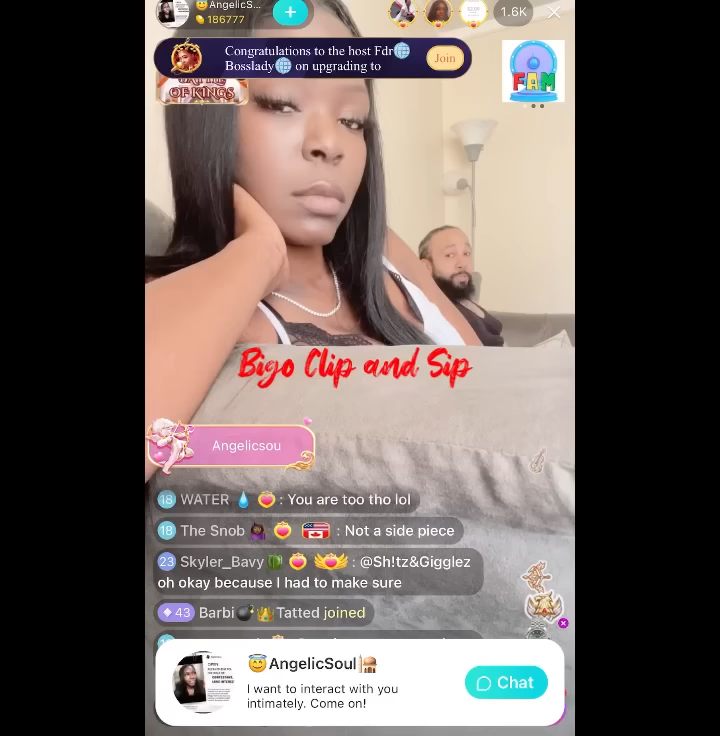 😇AngelicS...
186777
1.6K
Congratulations to the host Fdr🌐
Bosslady🌐 on upgrading to
Join
OF KINGS
FAM
Bigo Clip and Sip
Angelicsou
18 WATER 💧 : You are too tho lol
18 The Snob : Not a side piece
23 Skyler_Bavy : @Sh!tz&Gigglez
oh okay because I had to make sure
43 Barbi💣👑Tatted joined
😇AngelicSoul🕌
I want to interact with you
intimately. Come on!
Chat